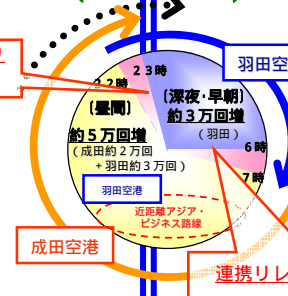 ２３時
２２時
羽田空
〔深夜･早朝〕
約３万回増
（羽田）
〔昼間〕
約５万回増
（成田約２万回
＋羽田約３万回）
６時
７時
羽田空港
近距離アジア・
ビジネス路線
成田空港
連携リレ